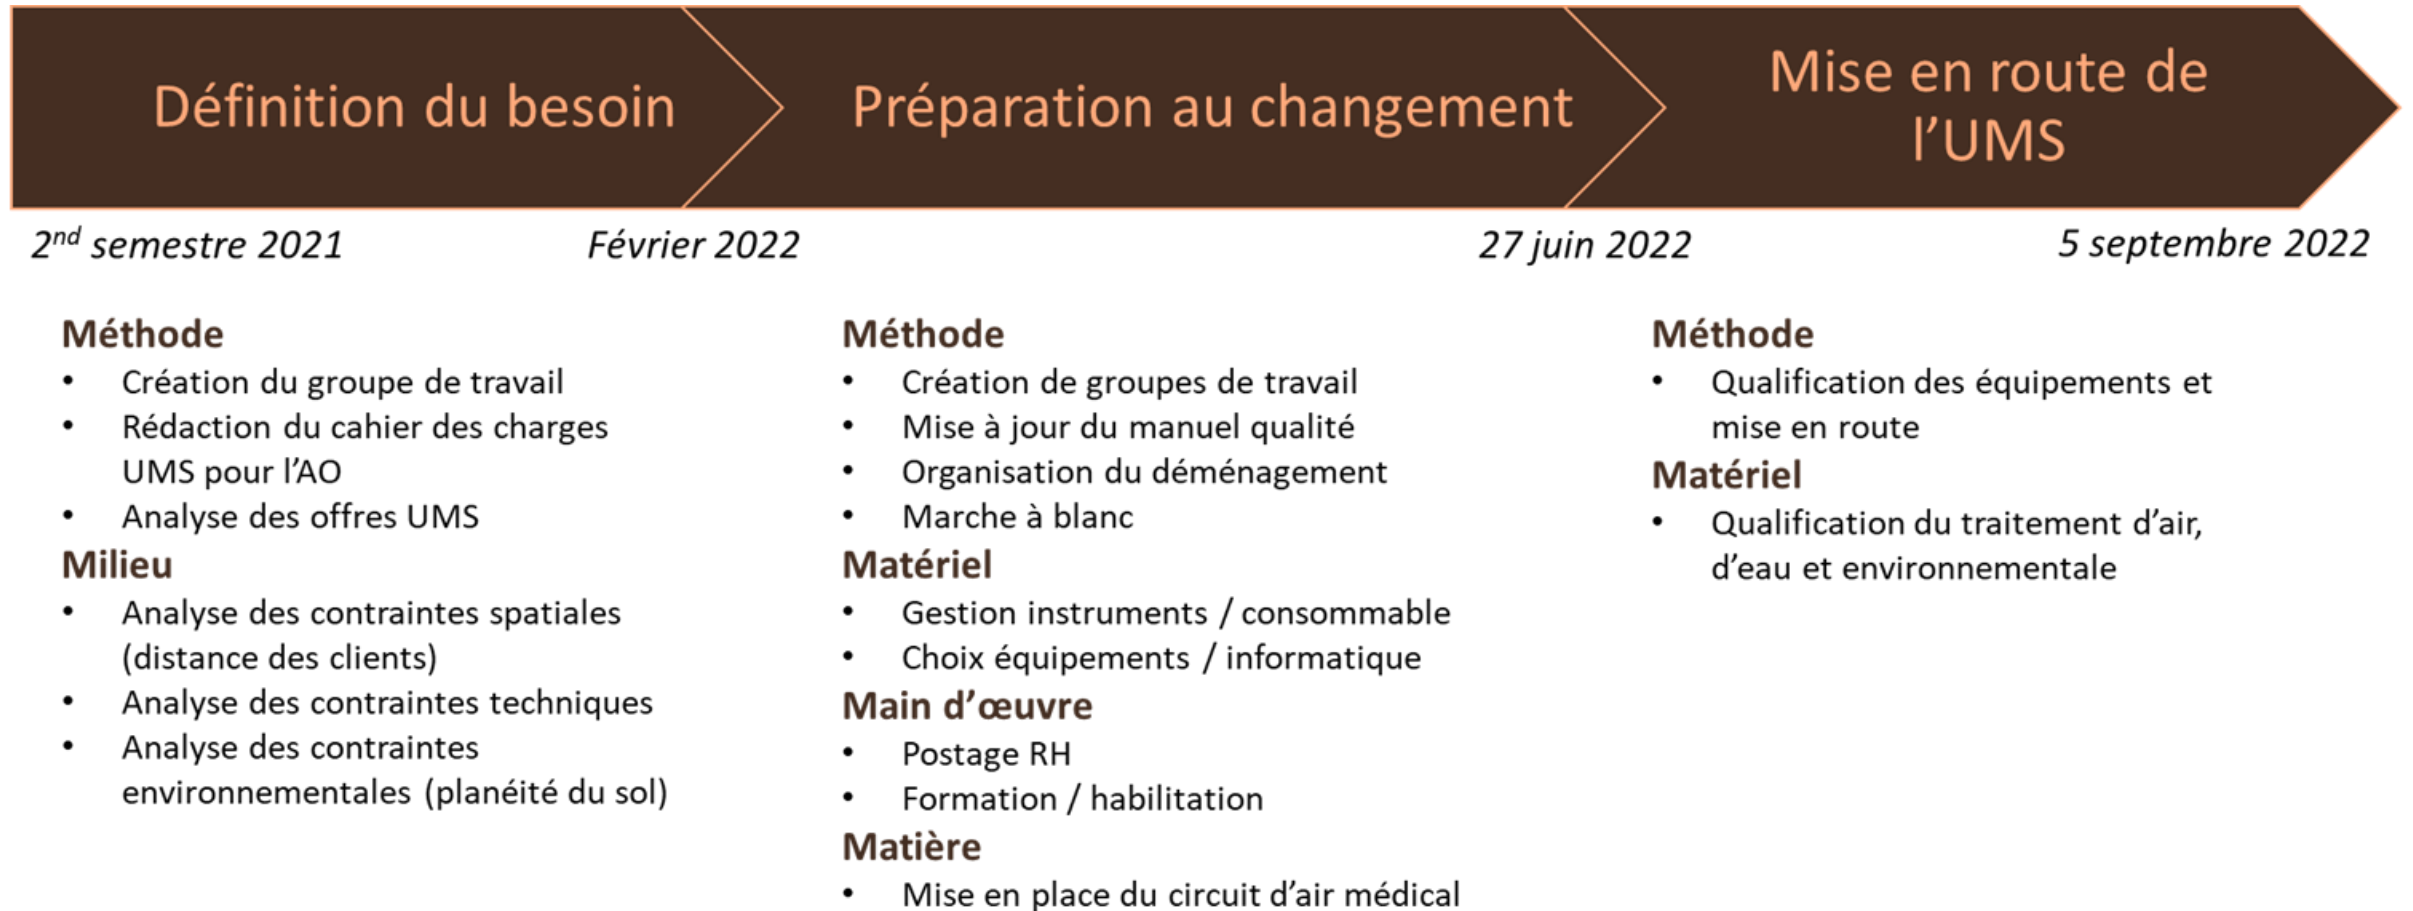 Définition du besoin
Préparation au changement
Mise en route de
l’UMS
2nd semestre 2021
Février 2022
27 juin 2022
5 septembre 2022
Méthode
• Création du groupe de travail
• Rédaction du cahier des charges
UMS pour l’AO
• Analyse des offres UMS
Milieu
• Analyse des contraintes spatiales
(distance des clients)
• Analyse des contraintes techniques
• Analyse des contraintes
environnementales (planéité du sol)
Méthode
• Création de groupes de travail
• Mise à jour du manuel qualité
• Organisation du déménagement
• Marche à blanc
Matériel
• Gestion instruments / consommable
• Choix équipements / informatique
Main d’œuvre
• Postage RH
• Formation / habilitation
Matière
• Mise en place du circuit d’air médical
Méthode
• Qualification des équipements et
mise en route
Matériel
• Qualification du traitement d’air,
d’eau et environnementale